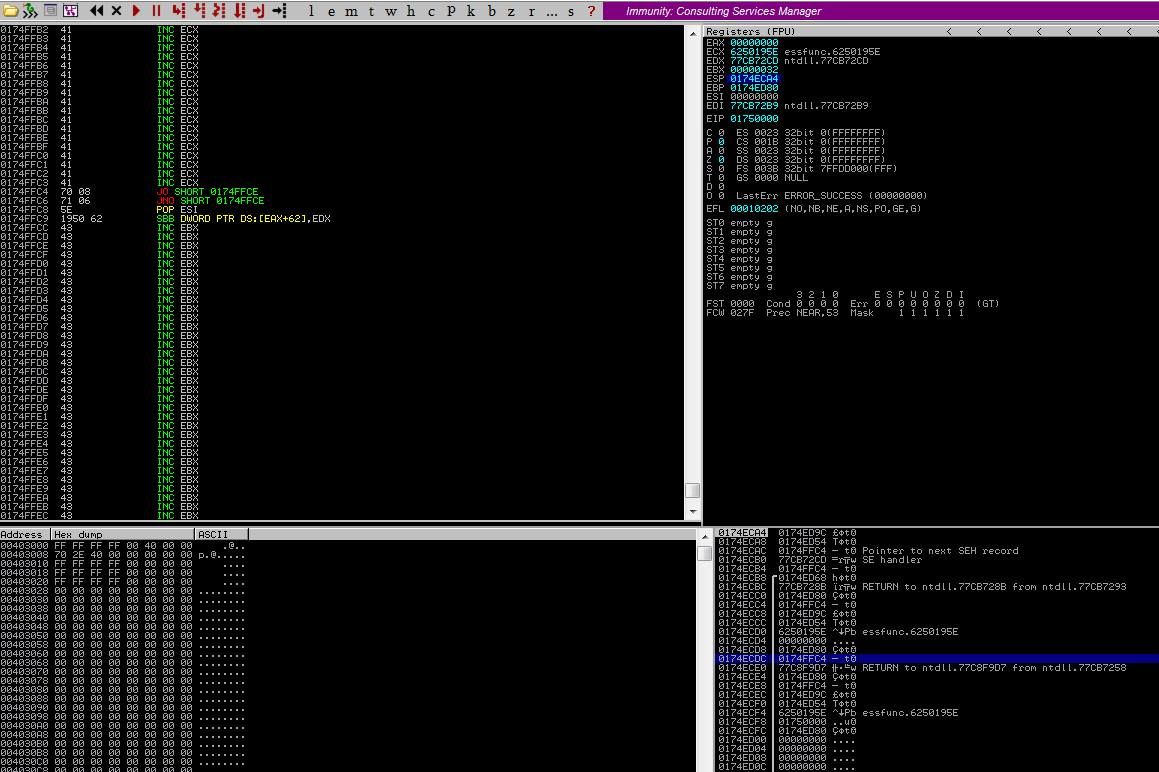 l e m t w h c P k b z r ... s ?
Immunity: Consulting Services Manager
0174FFB2 41 INC ECX
0174FFB3 41 INC ECX
0174FFB4 41 INC ECX
0174FFB5 41 INC ECX
0174FFB6 41 INC ECX
0174FFB7 41 INC ECX
0174FFB8 41 INC ECX
0174FFB9 41 INC ECX
0174FFBA 41 INC ECX
0174FFBB 41 INC ECX
0174FFBC 41 INC ECX
0174FFBD 41 INC ECX
0174FFBE 41 INC ECX
0174FFBF 41 INC ECX
0174FFC0 41 INC ECX
0174FFC1 41 INC ECX
0174FFC2 41 INC ECX
0174FFC3 41 INC ECX
0174FFC4 70 08 JO SHORT 0174FFCE
0174FFC6 71 06 JNO SHORT 0174FFCE
0174FFC8 5E POP ESI
0174FFC9 1950 62 SBB DWORD PTR DS:[EAX+62],EDX
0174FFCC 43 INC EBX
0174FFCD 43 INC EBX
0174FFCE 43 INC EBX
0174FFCF 43 INC EBX
0174FFD0 43 INC EBX
0174FFD1 43 INC EBX
0174FFD2 43 INC EBX
0174FFD3 43 INC EBX
0174FFD4 43 INC EBX
0174FFD5 43 INC EBX
0174FFD6 43 INC EBX
0174FFD7 43 INC EBX
0174FFD8 43 INC EBX
0174FFD9 43 INC EBX
0174FFDA 43 INC EBX
0174FFDB 43 INC EBX
0174FFDC 43 INC EBX
0174FFDD 43 INC EBX
0174FFDE 43 INC EBX
0174FFDF 43 INC EBX
0174FFE0 43 INC EBX
0174FFE1 43 INC EBX
0174FFE2 43 INC EBX
0174FFE3 43 INC EBX
0174FFE4 43 INC EBX
0174FFE5 43 INC EBX
0174FFE6 43 INC EBX
0174FFE7 43 INC EBX
0174FFE8 43 INC EBX
0174FFE9 43 INC EBX
0174FFEA 43 INC EBX
0174FFEB 43 INC EBX
0174FFEC 43 INC EBX
Registers (FPU) < < < < < < < <
EAX 00000000
ECX 6250195E essfunc.6250195E
EDX 77CB72CD ntdll.77CB72CD
EBX 00000032
ESP 0174ECA4
EBP 0174ED80
ESI 00000000
EDI 77CB72B9 ntdll.77CB72B9
EIP 01750000
C 0 ES 0023 32bit 0(FFFFFFFF)
P 0 CS 001B 32bit 0(FFFFFFFF)
A 0 SS 0023 32bit 0(FFFFFFFF)
Z 0 DS 0023 32bit 0(FFFFFFFF)
S 0 FS 003B 32bit 7FFDD000(FFF)
T 0 GS 0000 NULL
D 0
O 0 LastErr ERROR_SUCCESS (00000000)
EFL 00010202 (NO,NB,NE,A,NS,PO,GE,G)
ST0 empty g
ST1 empty g
ST2 empty g
ST3 empty g
ST4 empty g
ST5 empty g
ST6 empty g
ST7 empty g
3 2 1 0 E S P U O Z D I
FST 0000 Cond 0 0 0 0 Err 0 0 0 0 0 0 0 0 (GT)
FCW 027F Prec NEAR,53 Mask 1 1 1 1 1 1
Address Hex dump ASCII
00403000 FF FF FF FF 00 40 00 00 .@..
00403008 70 2E 40 00 00 00 00 00 p.@.....
00403010 FF FF FF FF 00 00 00 00 ....
00403018 FF FF FF FF 00 00 00 00 ....
00403020 FF FF FF FF 00 00 00 00 ....
00403028 00 00 00 00 00 00 00 00 ........
00403030 00 00 00 00 00 00 00 00 ........
00403038 00 00 00 00 00 00 00 00 ........
00403040 00 00 00 00 00 00 00 00 ........
00403048 00 00 00 00 00 00 00 00 ........
00403050 00 00 00 00 00 00 00 00 ........
00403058 00 00 00 00 00 00 00 00 ........
00403060 00 00 00 00 00 00 00 00 ........
00403068 00 00 00 00 00 00 00 00 ........
00403070 00 00 00 00 00 00 00 00 ........
00403078 00 00 00 00 00 00 00 00 ........
00403080 00 00 00 00 00 00 00 00 ........
00403088 00 00 00 00 00 00 00 00 ........
00403090 00 00 00 00 00 00 00 00 ........
00403098 00 00 00 00 00 00 00 00 ........
004030A0 00 00 00 00 00 00 00 00 ........
004030A8 00 00 00 00 00 00 00 00 ........
004030B0 00 00 00 00 00 00 00 00 ........
004030B8 00 00 00 00 00 00 00 00 ........
004030C0 00 00 00 00 00 00 00 00 ........
004030C8 00 00 00 00 00 00 00 00 ........
0174ECA4 0174ED9C
0174ECA8 0174ED54
0174ECAC 0174FFC4 Pointer to next SEH record
0174ECB0 77CB72CD SE handler
0174ECB4 0174FFC4
0174ECB8 0174ED68
0174ECBC 77CB728B RETURN to ntdll.77CB728B from ntdll.77CB7293
0174ECC0 0174ED80
0174ECC4 0174FFC4
0174ECC8 0174ED9C
0174ECCC 0174ED54
0174ECD0 6250195E ^↓Pb essfunc.6250195E
0174ECD4 00000000 ....
0174ECD8 0174ED80
0174ECDC 0174FFC4
0174ECE0 77C8F9D7 RETURN to ntdll.77C8F9D7 from ntdll.77CB7258
0174ECE4 0174ED80
0174ECE8 0174FFC4
0174ECEC 0174ED9C
0174ECF0 0174ED54
0174ECF4 6250195E ^↓Pb essfunc.6250195E
0174ECF8 01750000
0174ECFC 0174ED80
0174ED00 00000000 ....
0174ED04 00000000 ....
0174ED08 00000000 ....
0174ED0C 00000000 ....